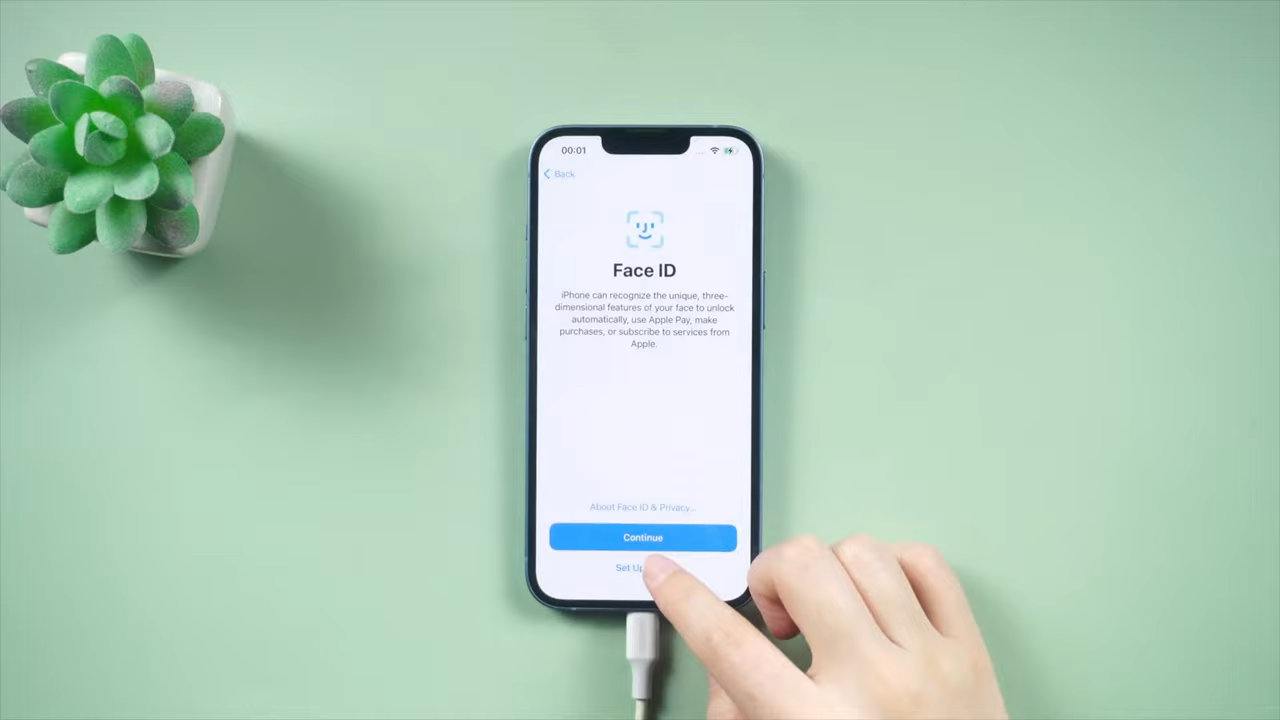 00:01
Back
Face ID
iPhone can recognize the unique, three-
dimensional features of your face to unlock
automatically, use Apple Pay, make
purchases, or subscribe to services from
Apple.
About Face ID & Privacy...
Continue
Set Up